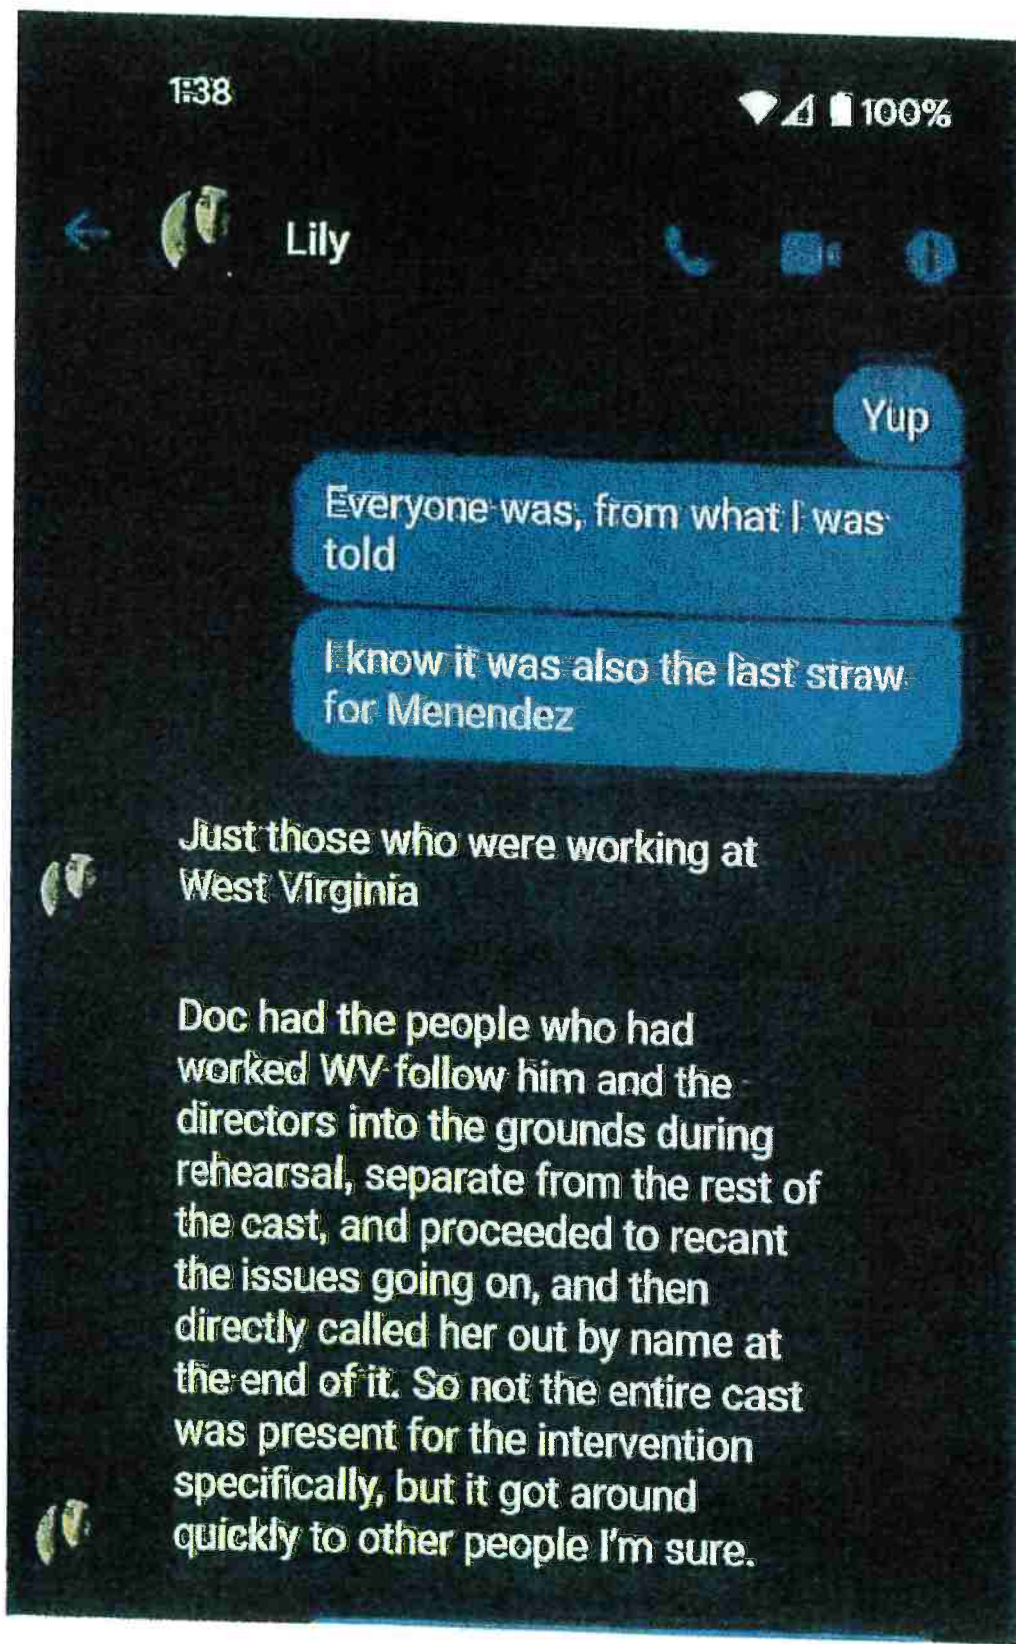 1:38
100%
Lily
Yup
Everyone was, from what I was
told
I know it was also the last straw
for Menendez
Just those who were working at
West Virginia
Doc had the people who had
worked WV follow him and the
directors into the grounds during
rehearsal, separate from the rest of
the cast, and proceeded to recant
the issues going on, and then
directly called her out by name at
the end of it. So not the entire cast
was present for the intervention
specifically, but it got around
quickly to other people I'm sure.